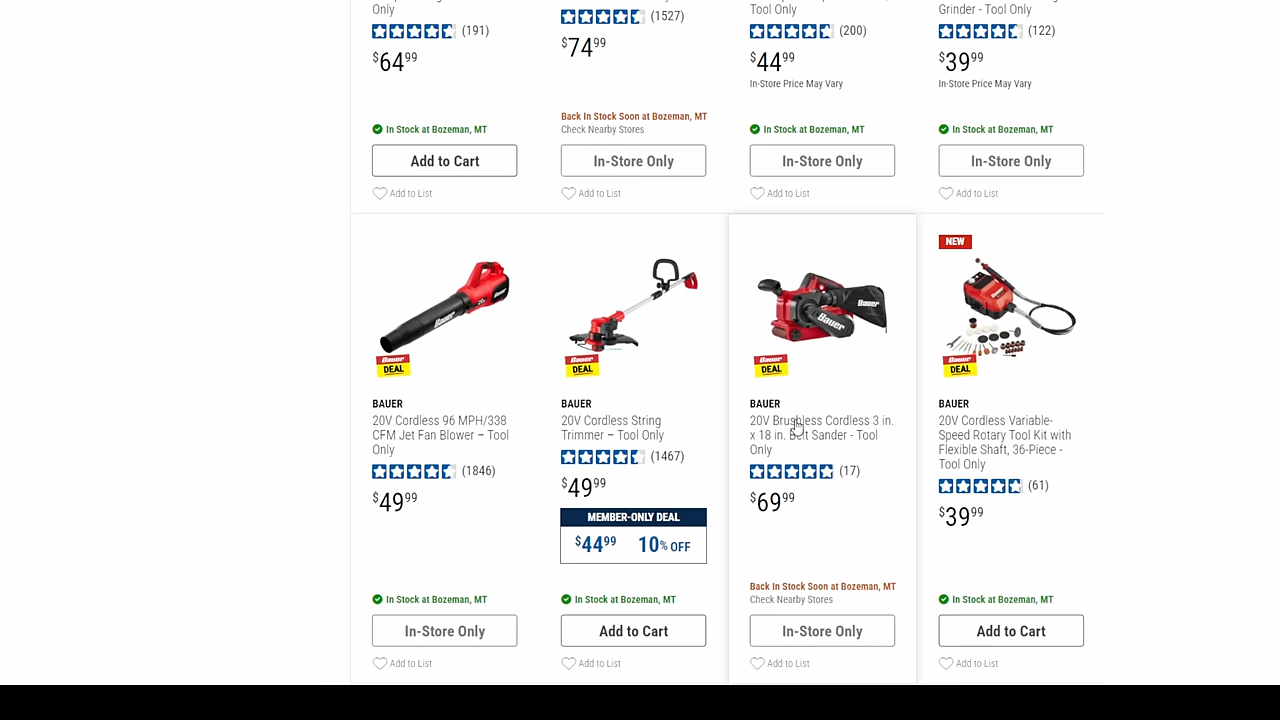 Only
(191)
$64.99
In Stock at Bozeman, MT
Add to Cart
Add to List
(1527)
$74.99
Back In Stock Soon at Bozeman, MT
Check Nearby Stores
In-Store Only
Add to List
Tool Only
(200)
$44.99
In-Store Price May Vary
In Stock at Bozeman, MT
In-Store Only
Add to List
Grinder - Tool Only
(122)
$39.99
In-Store Price May Vary
In Stock at Bozeman, MT
In-Store Only
Add to List
Bauer
20V
Bauer
DEAL
BAUER
20V Cordless 96 MPH/338
CFM Jet Fan Blower – Tool
Only
(1846)
$49.99
In Stock at Bozeman, MT
In-Store Only
Add to List
Bauer
DEAL
BAUER
20V Cordless String
Trimmer – Tool Only
(1467)
$49.99
MEMBER-ONLY DEAL
$44.99 10% OFF
In Stock at Bozeman, MT
Add to Cart
Add to List
Bauer
Bauer
Bauer
DEAL
BAUER
20V Brushless Cordless 3 in.
x 18 in. Belt Sander - Tool
Only
(17)
$69.99
Back In Stock Soon at Bozeman, MT
Check Nearby Stores
In-Store Only
Add to List
NEW
Bauer
DEAL
BAUER
20V Cordless Variable-
Speed Rotary Tool Kit with
Flexible Shaft, 36-Piece -
Tool Only
(61)
$39.99
In Stock at Bozeman, MT
Add to Cart
Add to List